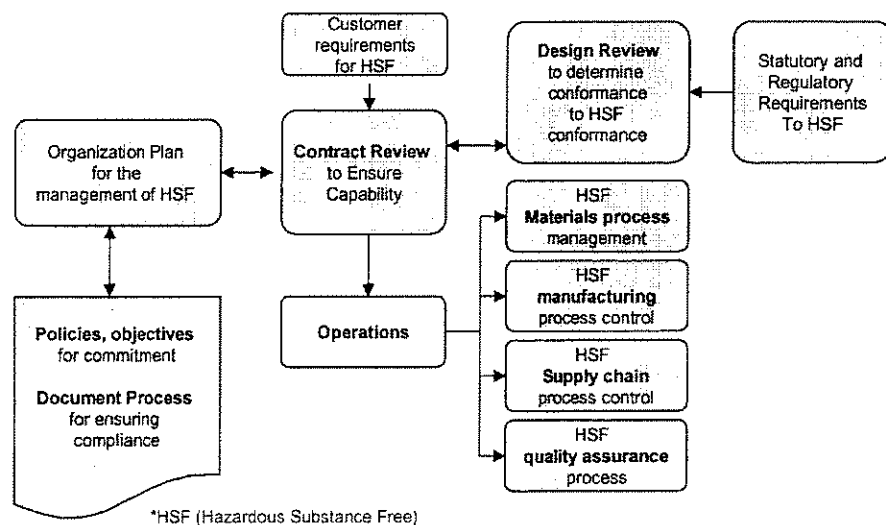 Customer
requirements
for HSF
Design Review
to determine
conformance
to HSF
conformance
Statutory and
Regulatory
Requirements
To HSF
Organization Plan
for the
management of HSF
Contract Review
to Ensure
Capability
HSF
Materials process
management
Policies, objectives
for commitment
Document Process
for ensuring
compliance
Operations
HSF
manufacturing
process control
HSF
Supply chain
process control
HSF
quality assurance
process
*HSF (Hazardous Substance Free)